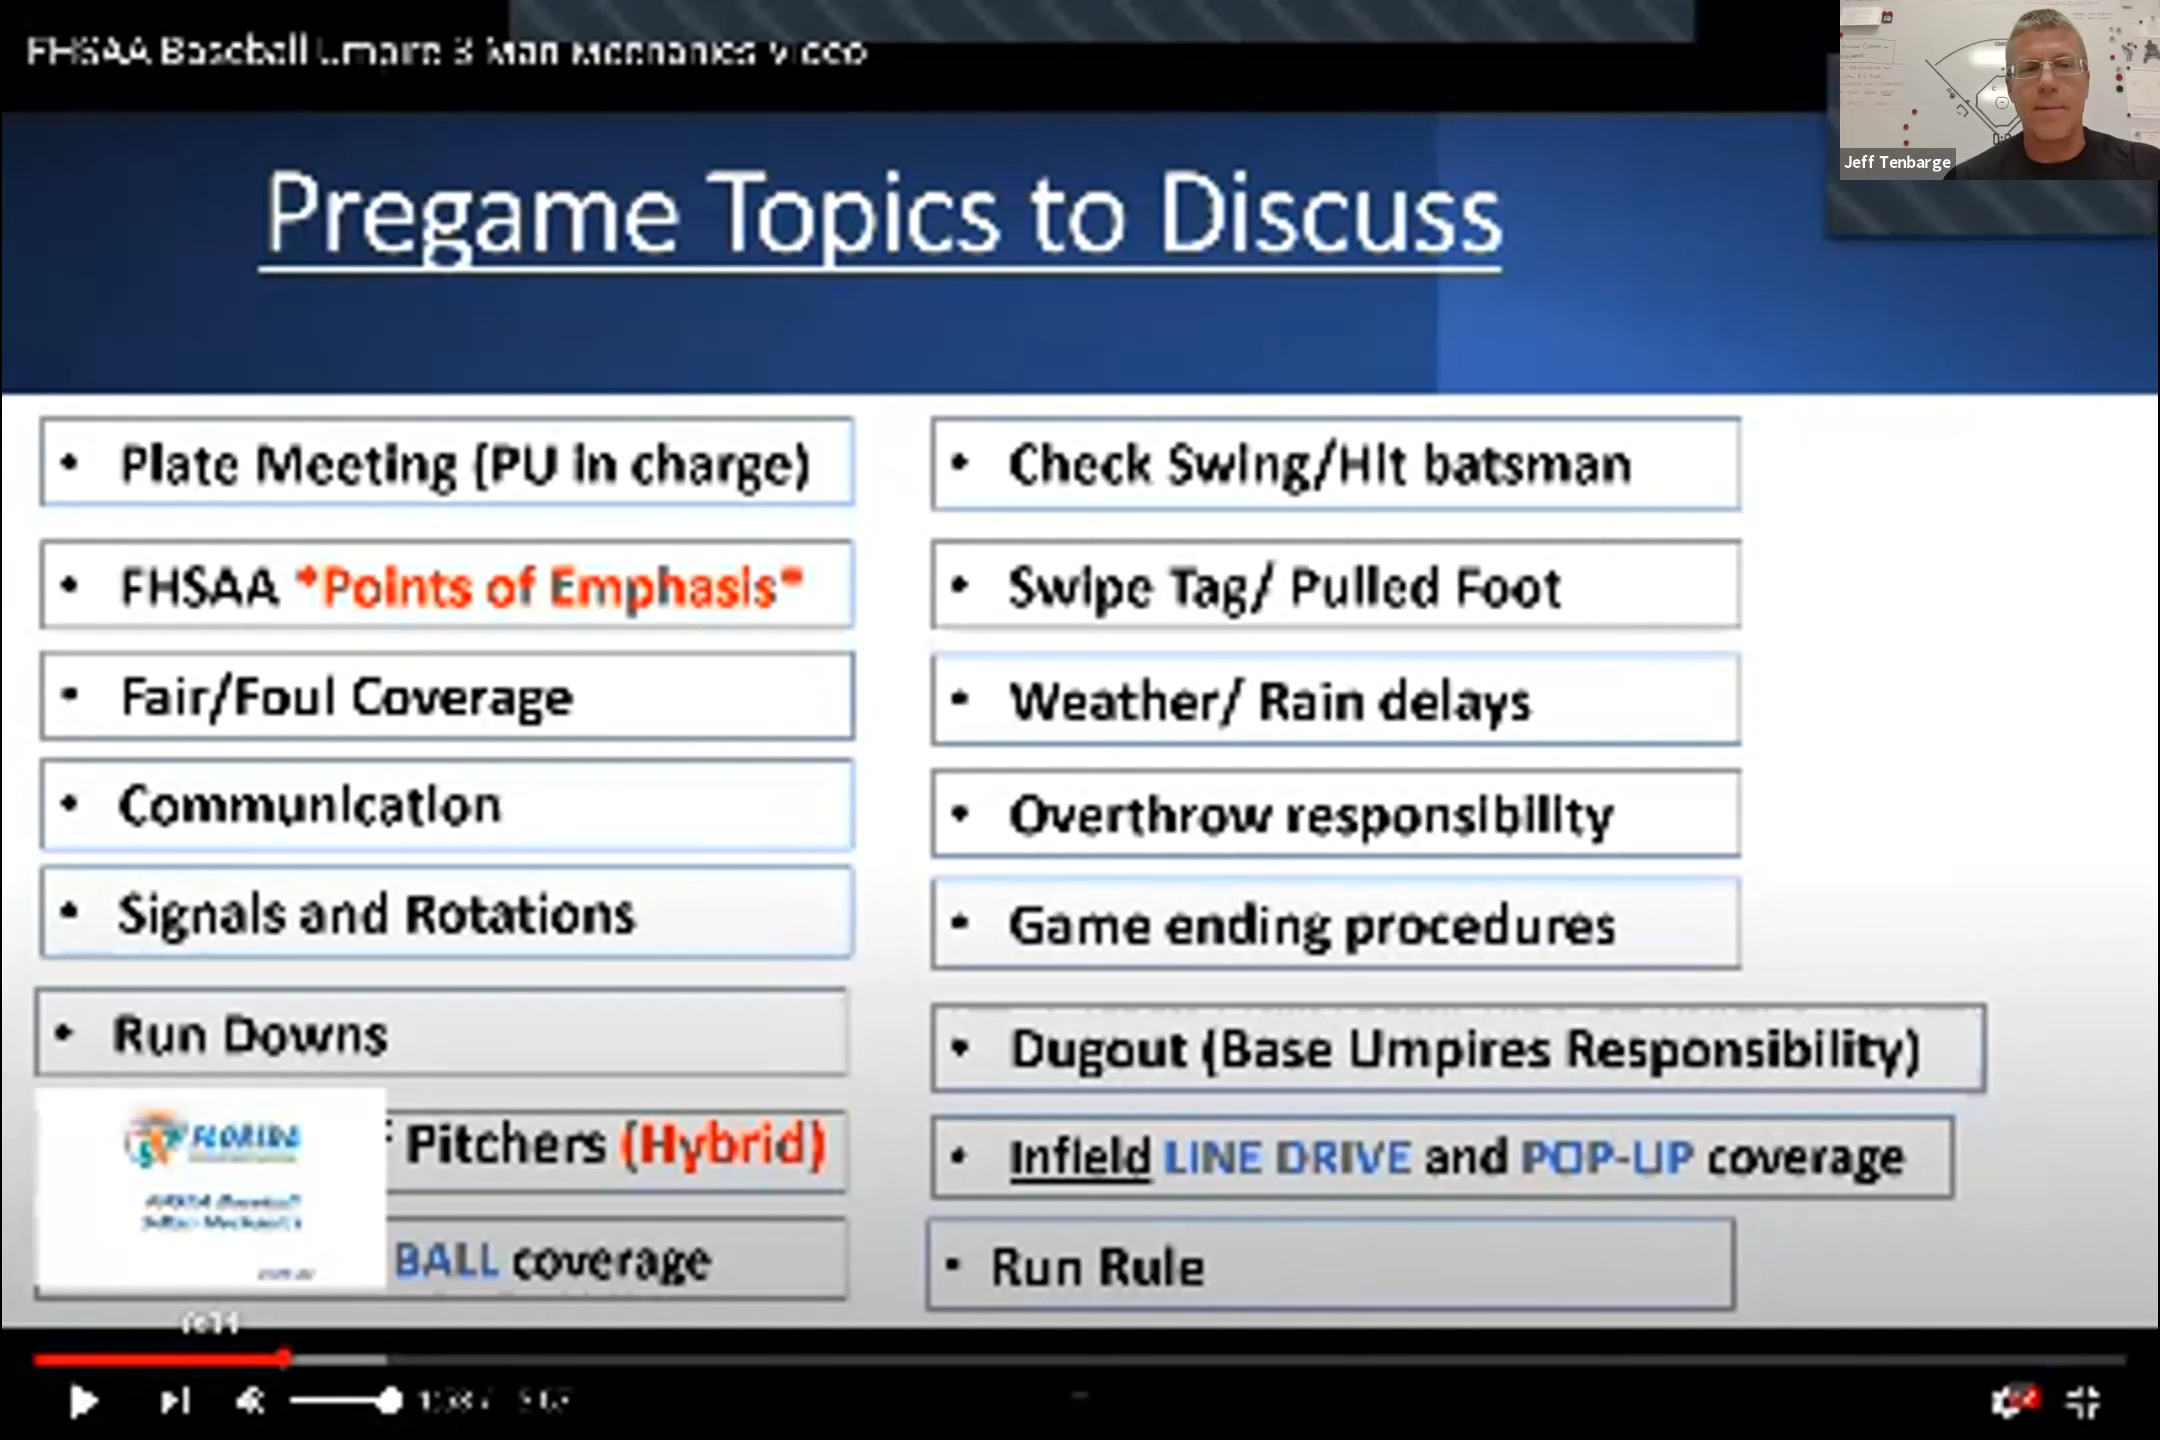 FHSAA Baseball Umpire 3 Man Mechanics Video
Jeff Tenbarge
Pregame Topics to Discuss
• Plate Meeting (PU in charge)
• FHSAA *Points of Emphasis*
• Fair/Foul Coverage
• Communication
• Signals and Rotations
• Run Downs
Pitchers (Hybrid)
BALL coverage
• Check Swing/Hit batsman
• Swipe Tag/ Pulled Foot
• Weather/ Rain delays
• Overthrow responsibility
• Game ending procedures
• Dugout (Base Umpires Responsibility)
• Infield LINE DRIVE and POP-UP coverage
• Run Rule
FLORIDA